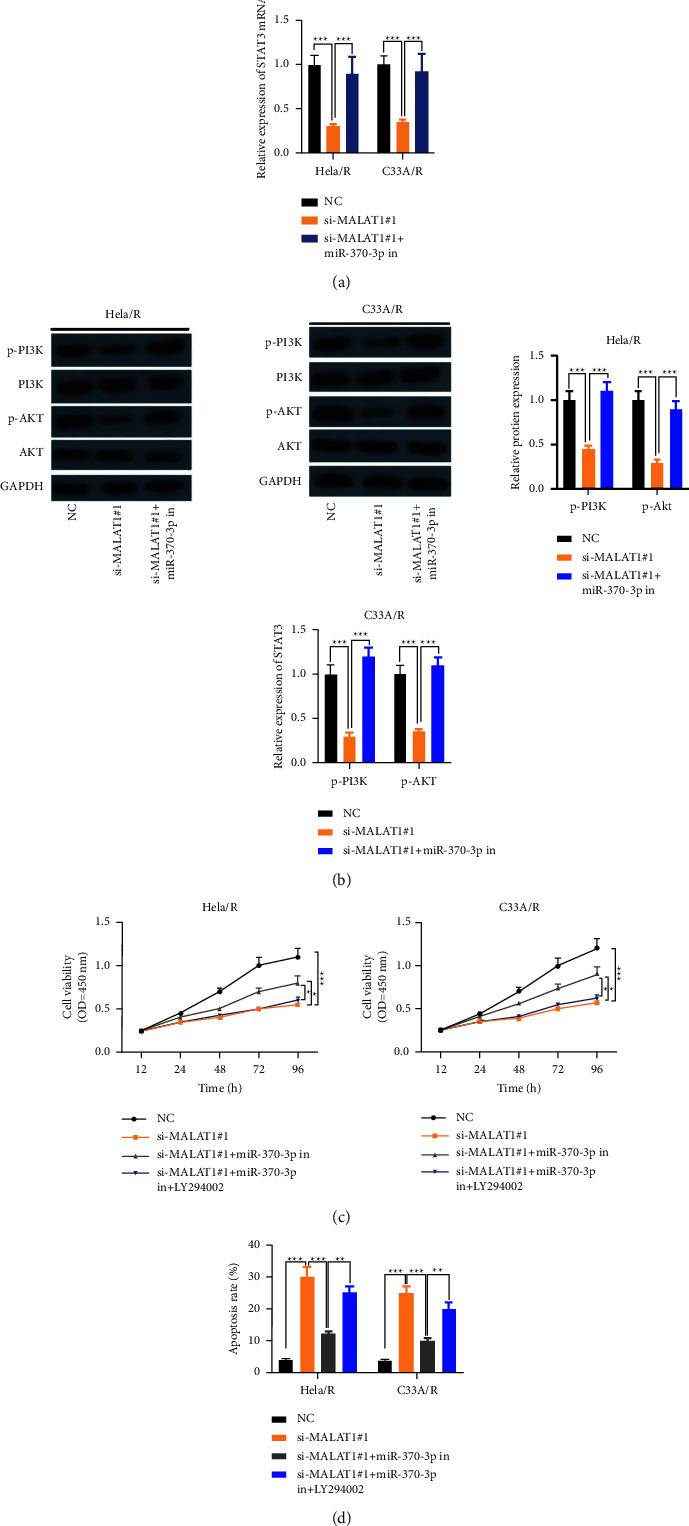 Relative expression of STAT3 mRNA
1.5
1.0
0.5
0.0
*** ***
*** ***
Hela/R
C33A/R
NC
si-MALAT1#1
si-MALAT1#1+
miR-370-3p in
(a)
Hela/R
p-PI3K
PI3K
p-AKT
AKT
GAPDH
NC
si-MALAT1#1
si-MALAT1#1+
miR-370-3p in
C33A/R
p-PI3K
PI3K
p-AKT
AKT
GAPDH
NC
si-MALAT1#1
si-MALAT1#1+
miR-370-3p in
Hela/R
Relative protien expression
1.5
1.0
0.5
0.0
*** ***
*** ***
p-PI3K
p-Akt
NC
si-MALAT1#1
si-MALAT1#1+
miR-370-3p in
C33A/R
Relative expression of STAT3
1.5
1.0
0.5
0.0
*** ***
*** ***
p-PI3K
p-AKT
NC
si-MALAT1#1
si-MALAT1#1+miR-370-3p in
(b)
Hela/R
Cell viability
(OD=450 nm)
1.5
1.0
0.5
0.0
12 24 48 72 96
Time (h)
* * ***
NC
si-MALAT1#1
si-MALAT1#1+miR-370-3p in
si-MALAT1#1+miR-370-3p
in+LY294002
C33A/R
Cell viability
(OD=450 nm)
1.5
1.0
0.5
0.0
12 24 48 72 96
Time (h)
* * ***
NC
si-MALAT1#1
si-MALAT1#1+miR-370-3p in
si-MALAT1#1+miR-370-3p
in+LY294002
(c)
Apoptosis rate (%)
40
30
20
10
0
*** *** **
*** *** **
Hela/R
C33A/R
NC
si-MALAT1#1
si-MALAT1#1+miR-370-3p in
si-MALAT1#1+miR-370-3p
in+LY294002
(d)